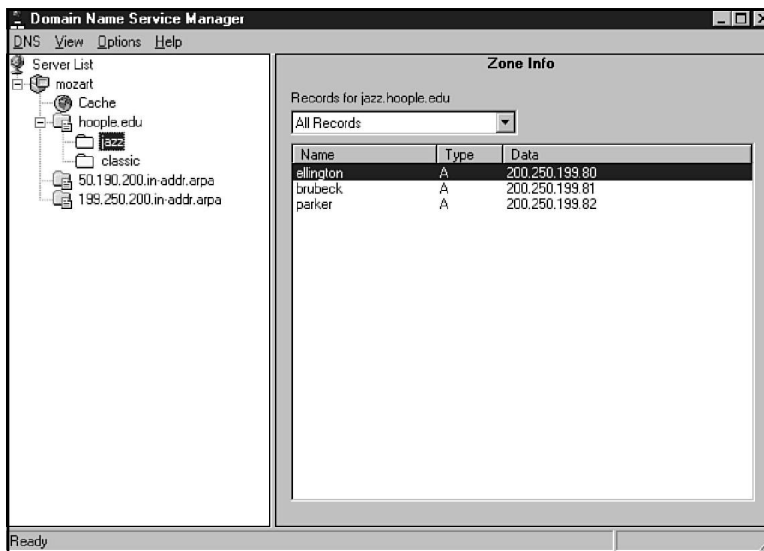 Domain Name Service Manager
DNS View Options Help
Server List
mozart
Cache
hoople.edu
jazz
classic
50.190.200.in-addr.arpa
199.250.200.in-addr.arpa
Zone Info
Records for jazz.hoople.edu
All Records
Name Type Data
ellington A 200.250.199.80
brubeck A 200.250.199.81
parker A 200.250.199.82
Ready